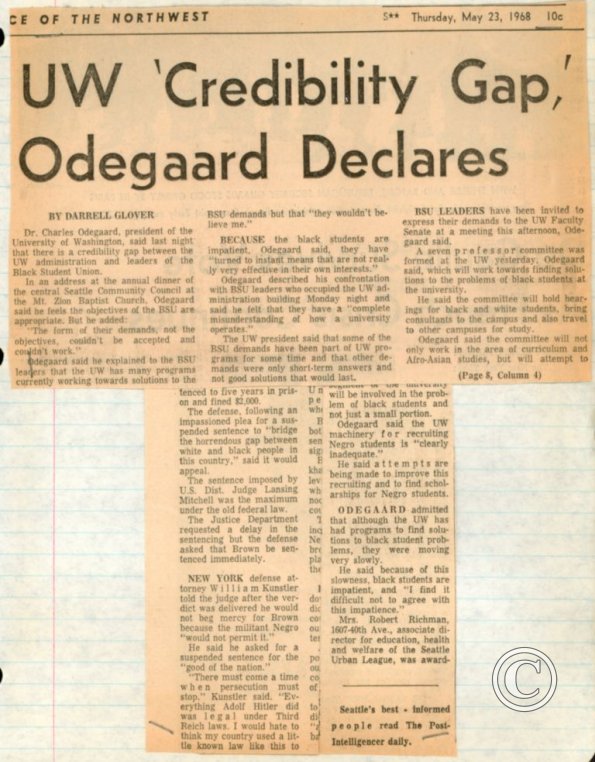 CE OF THE NORTHWEST
S** Thursday, May 23, 1968 10c
UW 'Credibility Gap,'
Odegaard Declares
BY DARRELL GLOVER
Dr. Charles Odegaard, president of the
University of Washington, said last night
that there is a credibility gap between the
UW administration and leaders of the
Black Student Union.
In an address at the annual dinner of
the central Seattle Community Council at
the Mt. Zion Baptist Church, Odegaard
said he feels the objectives of the BSU are
appropriate. But he added:
"The form of their demands, not the
objectives, couldn't be accepted and
couldn't work."
Odegaard said he explained to the BSU
leaders that the UW has many programs
currently working towards solutions to the
BSU demands but that "they wouldn't be-
lieve me."
BECAUSE the black students are
impatient, Odegaard said, they have
"turned to instant means that are not real-
ly very effective in their own interests."
Odegaard described his confrontation
with BSU leaders who occupied the UW ad-
ministration building Monday night and
said he felt that they have a "complete
misunderstanding of how a university
operates."
The UW president said that some of the
BSU demands have been part of UW pro-
grams for some time and that other de-
mands were only short-term answers and
not good solutions that would last.
BSU LEADERS have been invited to
express their demands to the UW Faculty
Senate at a meeting this afternoon, Ode-
gaard said.
A seven professor committee was
formed at the UW yesterday, Odegaard
said, which will work towards finding solu-
tions to the problems of black students at
the university.
He said the committee will hold hear-
ings for black and white students, bring
consultants to the campus and also travel
to other campuses for study.
Odegaard said the committee will not
only work in the area of curriculum and
Afro-Asian studies, but will attempt to
(Page 8, Column 4)
tenced to five years in pris-
on and fined $2,000.
The defense, following an
impassioned plea for a sus-
pended sentence to "bridge
the horrendous gap between
white and black people in
this country," said it would
appeal.
The sentence imposed by
U.S. Dist. Judge Lansing
Mitchell was the maximum
under the old federal law.
The Justice Department
requested a delay in the
sentencing but the defense
asked that Brown be sen-
tenced immediately.
NEW YORK defense at-
torney William Kunstler
told the judge after the ver-
dict was delivered he would
not beg mercy for Brown
because the militant Negro
"would not permit it."
He said he asked for a
suspended sentence for the
"good of the nation."
"There must come a time
when persecution must
stop," Kunstler said. "Ev-
erything Adolf Hitler did
was legal under Third
Reich laws. I would hate to
think my country used a lit-
tle known law like this to
segment of the university
will be involved in the prob-
lem of black students and
not just a small portion.
Odegaard said the UW
machinery for recruiting
Negro students is "clearly
inadequate."
He said attempts are
being made to improve this
recruiting and to find schol-
arships for Negro students.
ODEGAARD admitted
that although the UW has
had programs to find solu-
tions to black student prob-
lems, they were moving
very slowly.
He said because of this
slowness, black students are
impatient, and "I find it
difficult not to agree with
this impatience."
Mrs. Robert Richman,
1607-40th Ave., associate di-
rector for education, health
and welfare of the Seattle
Urban League, was award-
Seattle's best - informed
people read The Post-
Intelligencer daily.
©